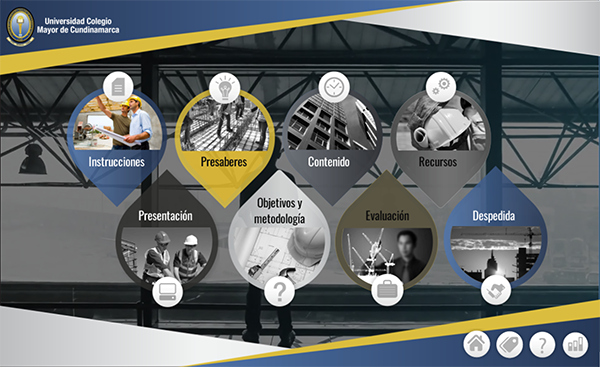 Universidad Colegio
Mayor de Cundinamarca
Instrucciones
Presaberes
Contenido
Recursos
Presentación
Objetivos y
metodología
Evaluación
Despedida